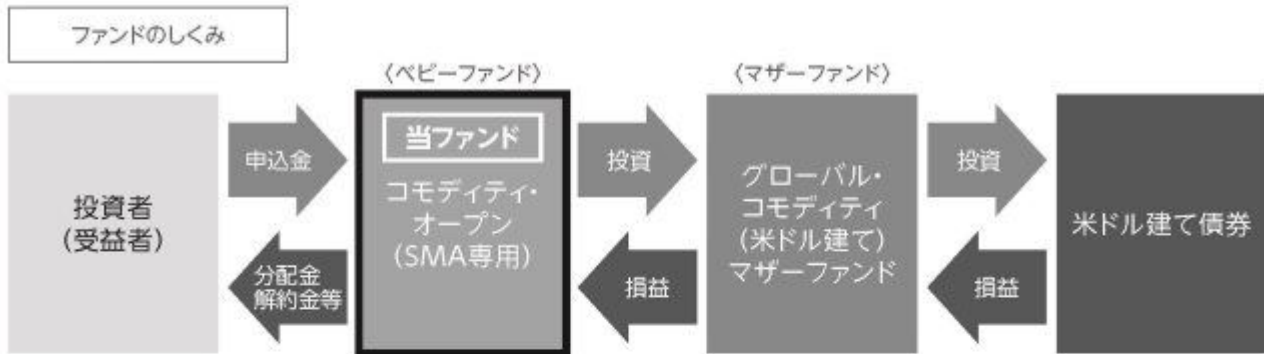 ファンドのしくみ
〈ベビーファンド〉
〈マザーファンド〉
投資者
(受益者)
申込金
分配金
解約金等
当ファンド
コモディティ・
オープン
(SMA専用)
投資
損益
グローバル・
コモディティ
(米ドル建て)
マザーファンド
投資
損益
米ドル建て債券